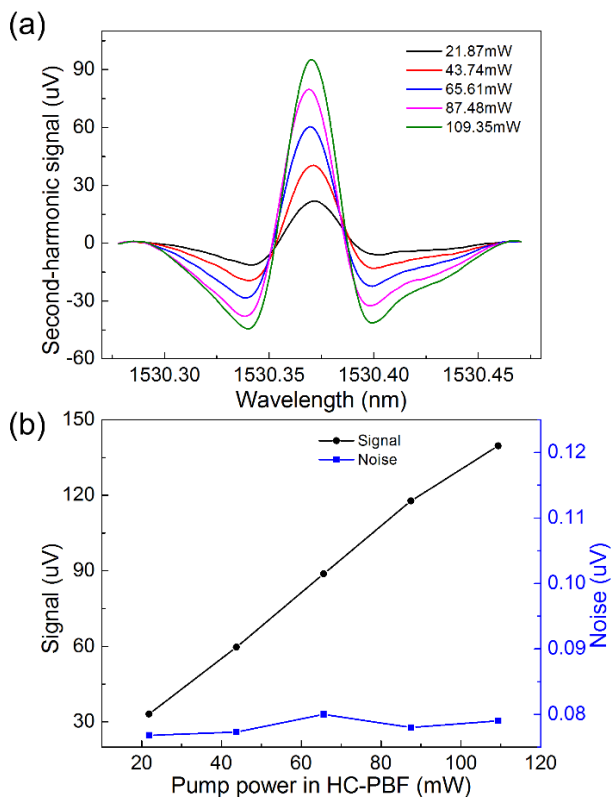 (a)
Second-harmonic signal (uV)
90
60
30
0
-30
-60
21.87mW
43.74mW
65.61mW
87.48mW
109.35mW
1530.30 1530.35 1530.40 1530.45
Wavelength (nm)
(b)
Signal (uV)
150
120
90
60
30
Signal
Noise
0.12
0.10
0.09
0.08
0.07
Noise (uV)
20 40 60 80 100 120
Pump power in HC-PBF (mW)